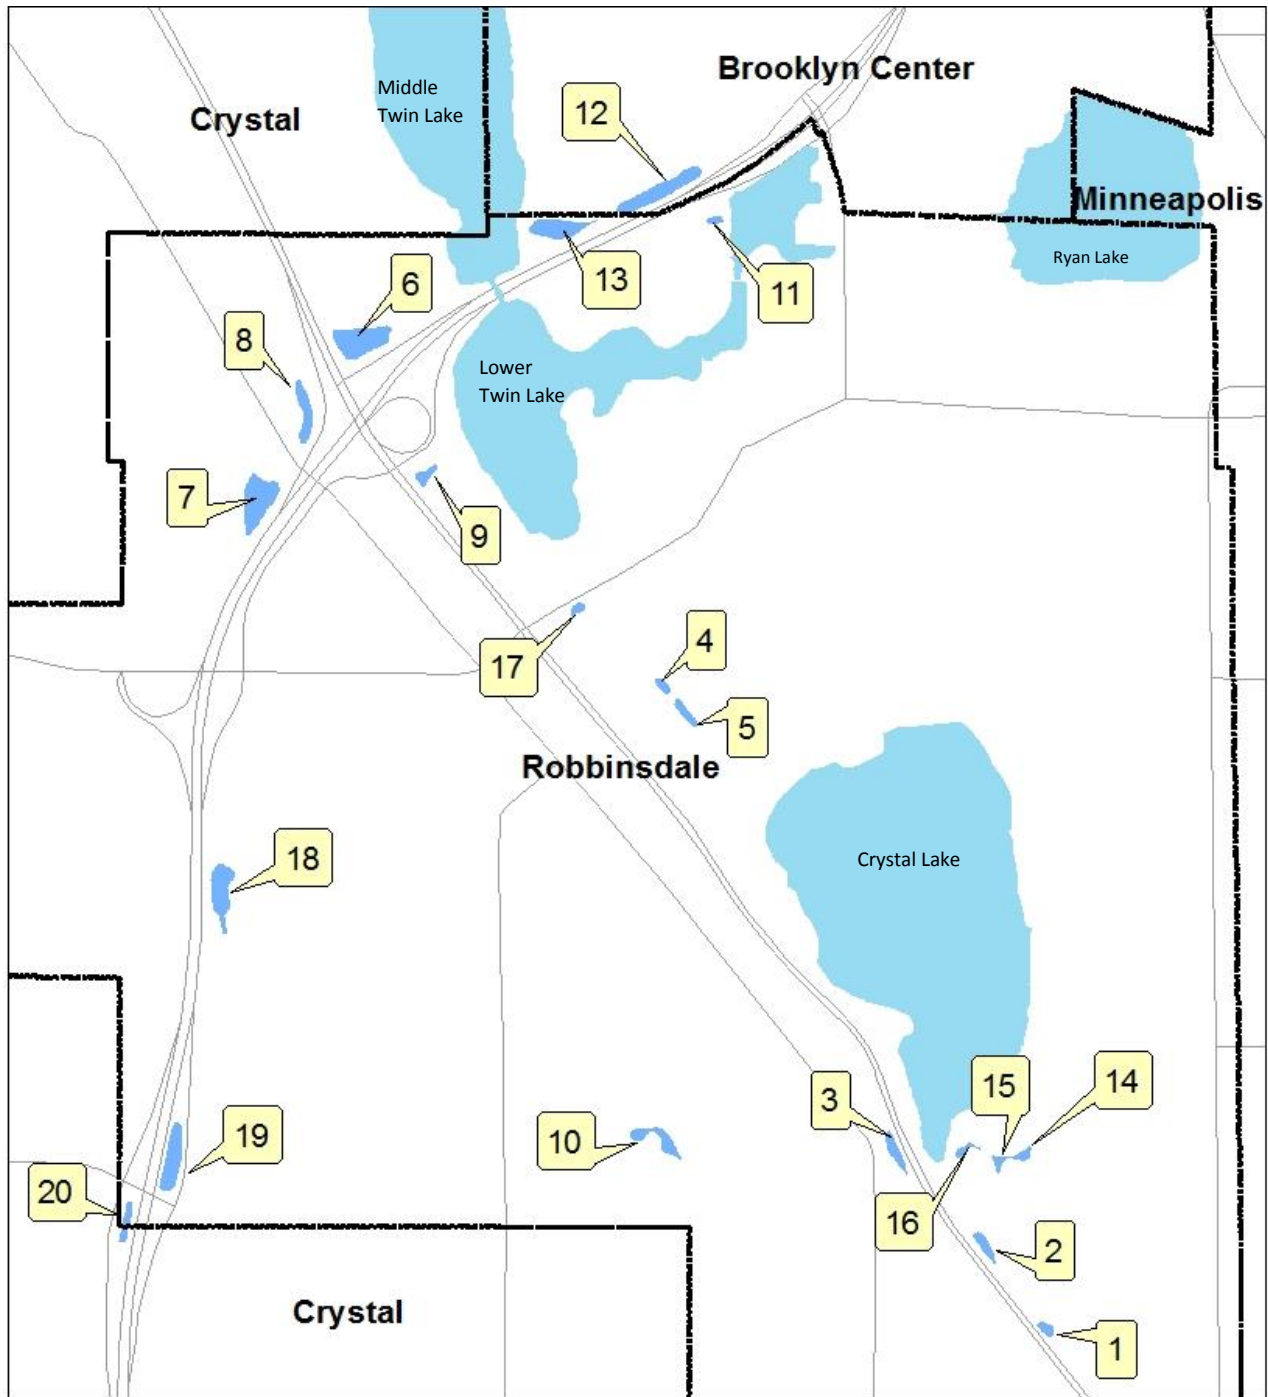 Brooklyn Center
Middle
Twin Lake
Crystal
12
Minneapolis
Ryan Lake
6
13
11
8
Lower
Twin Lake
7
9
17
4
5
Robbinsdale
18
Crystal Lake
3
15
14
19
10
20
16
2
Crystal
1